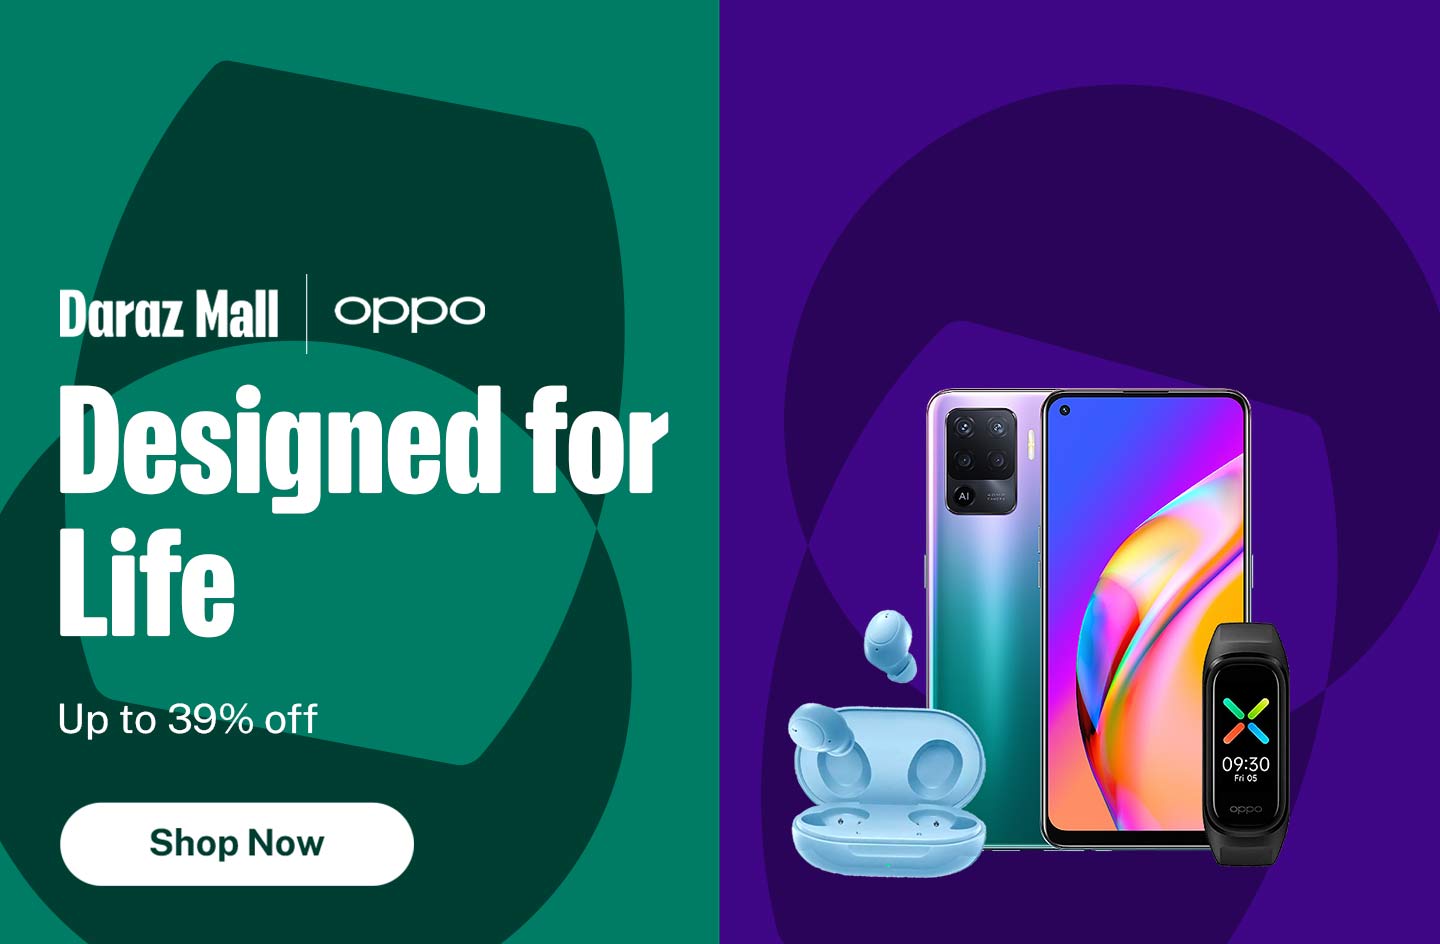 Daraz Mall | oppo
Designed for
Life
Up to 39% off
Shop Now
AI
09:30
Fri 05
oppo